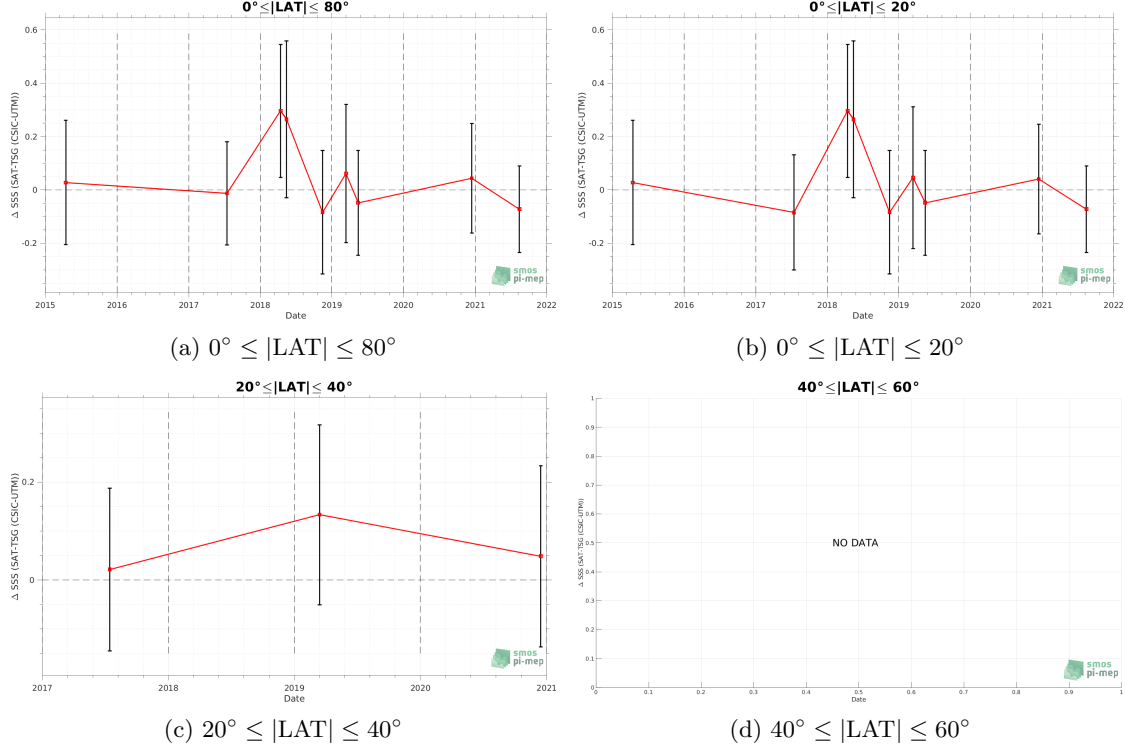 0°≤|LAT|≤ 80°
Δ SSS (SAT-TSG (CSIC-UTM))
0.6
0.4
0.2
0
-0.2
2015 2016 2017 2018 2019 2020 2021 2022
Date
smos
pi-mep
(a) 0° ≤ |LAT| ≤ 80°
0°≤|LAT|≤ 20°
Δ SSS (SAT-TSG (CSIC-UTM))
0.6
0.4
0.2
0
-0.2
2015 2016 2017 2018 2019 2020 2021 2022
Date
smos
pi-mep
(b) 0° ≤ |LAT| ≤ 20°
20°≤|LAT|≤ 40°
Δ SSS (SAT-TSG (CSIC-UTM))
0.2
0
2017 2018 2019 2020 2021
Date
smos
pi-mep
(c) 20° ≤ |LAT| ≤ 40°
40°≤|LAT|≤ 60°
Δ SSS (SAT-TSG (CSIC-UTM))
1
0.9
0.8
0.7
0.6
0.5
0.4
0.3
0.2
0.1
0
NO DATA
0 0.1 0.2 0.3 0.4 0.5 0.6 0.7 0.8 0.9 1
Date
smos
pi-mep
(d) 40° ≤ |LAT| ≤ 60°